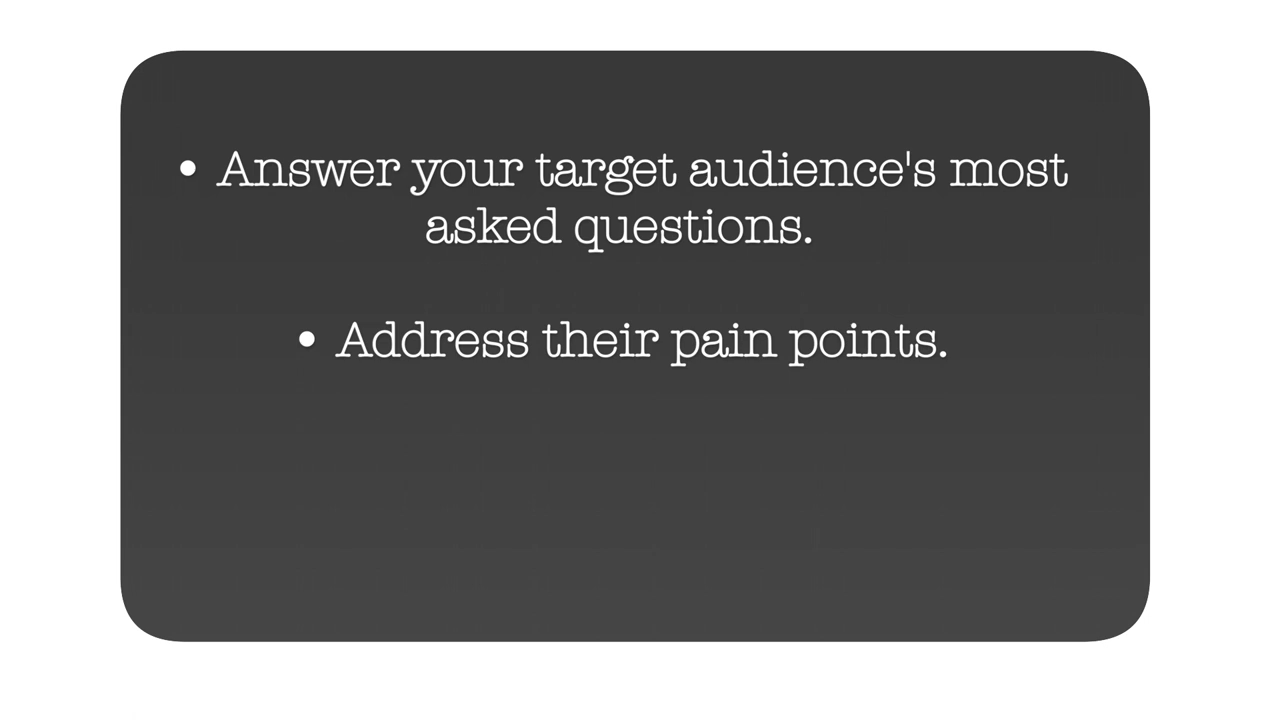 • Answer your target audience's most
asked questions.
• Address their pain points.